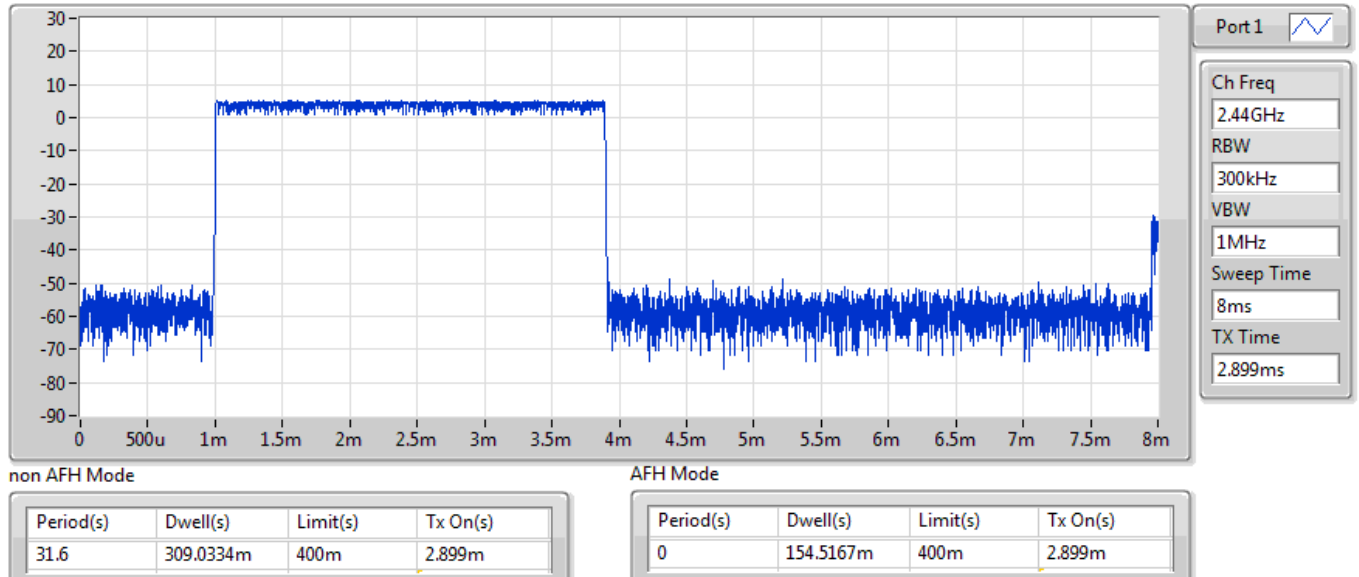 30
20
10
0
-10
-20
-30
-40
-50
-60
-70
-80
-90
0 500u 1m 1.5m 2m 2.5m 3m 3.5m 4m 4.5m 5m 5.5m 6m 6.5m 7m 7.5m 8m
Port 1
Ch Freq
2.44GHz
RBW
300kHz
VBW
1MHz
Sweep Time
8ms
TX Time
2.899ms
non AFH Mode
Period(s) Dwell(s) Limit(s) Tx On(s)
31.6 309.0334m 400m 2.899m
AFH Mode
Period(s) Dwell(s) Limit(s) Tx On(s)
0 154.5167m 400m 2.899m